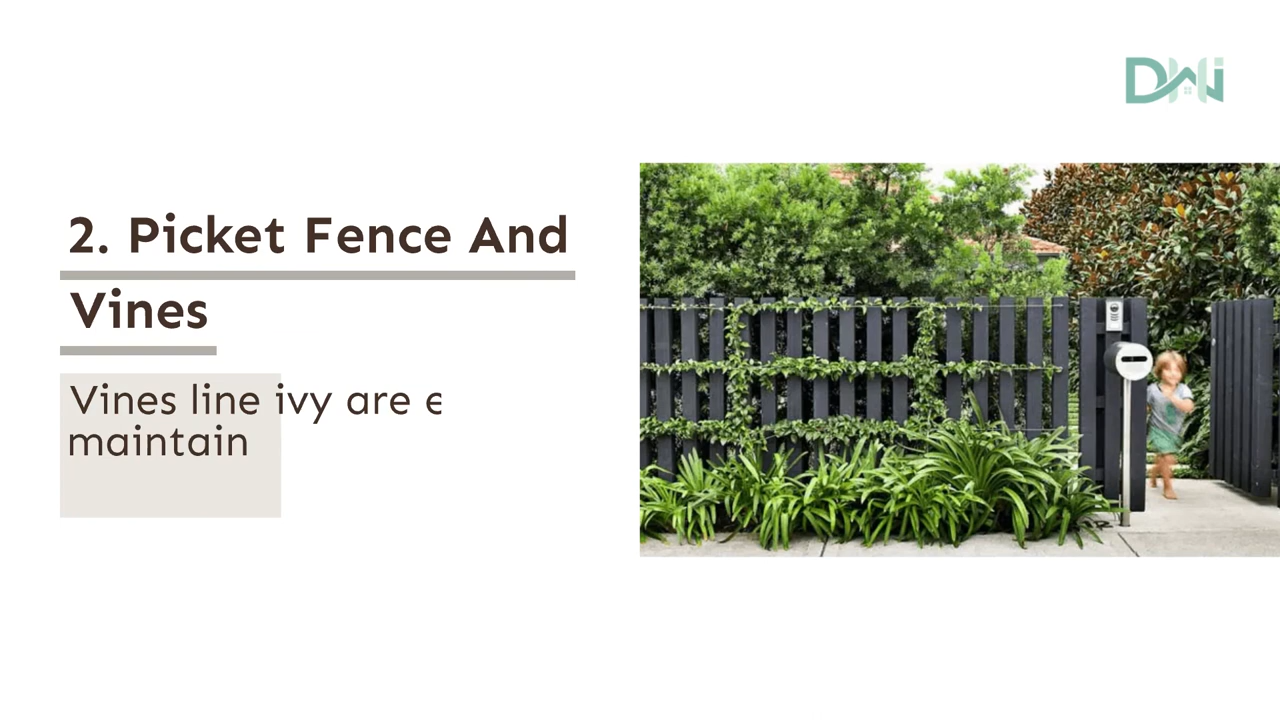 DHi
2. Picket Fence And
Vines
Vines line ivy are
maintain